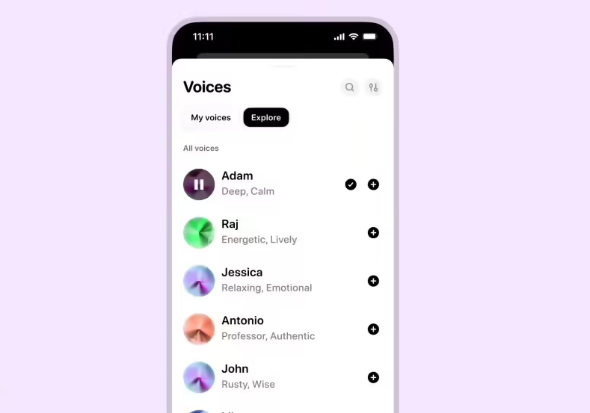 11:11
Voices
My voices
Explore
All voices
Adam
Deep, Calm
Raj
Energetic, Lively
Jessica
Relaxing, Emotional
Antonio
Professor, Authentic
John
Rusty, Wise